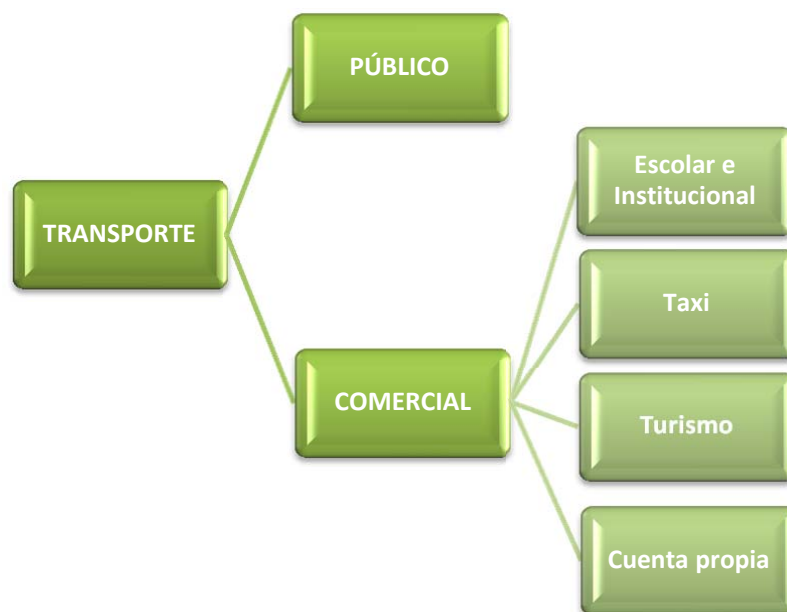 PÚBLICO
Escolar e
Institucional
TRANSPORTE
Taxi
COMERCIAL
Turismo
Cuenta propia